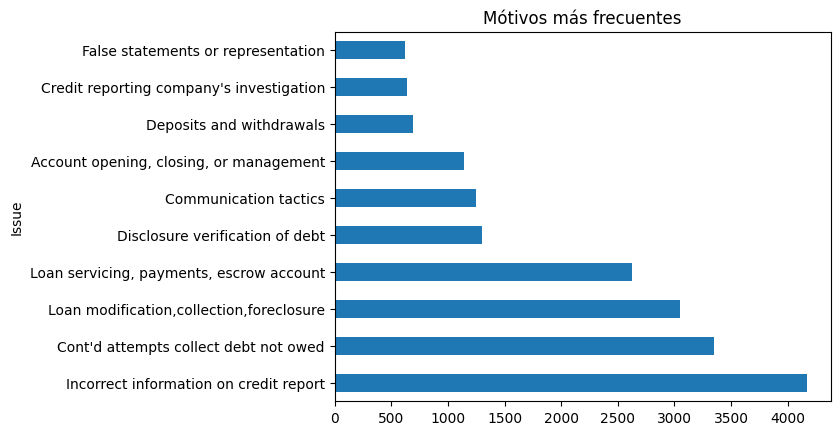 Mótivos más frecuentes
False statements or representation
Credit reporting company's investigation
Deposits and withdrawals
Account opening, closing, or management
Communication tactics
Disclosure verification of debt
Loan servicing, payments, escrow account
Loan modification,collection,foreclosure
Cont'd attempts collect debt not owed
Incorrect information on credit report
Issue
0 500 1000 1500 2000 2500 3000 3500 4000